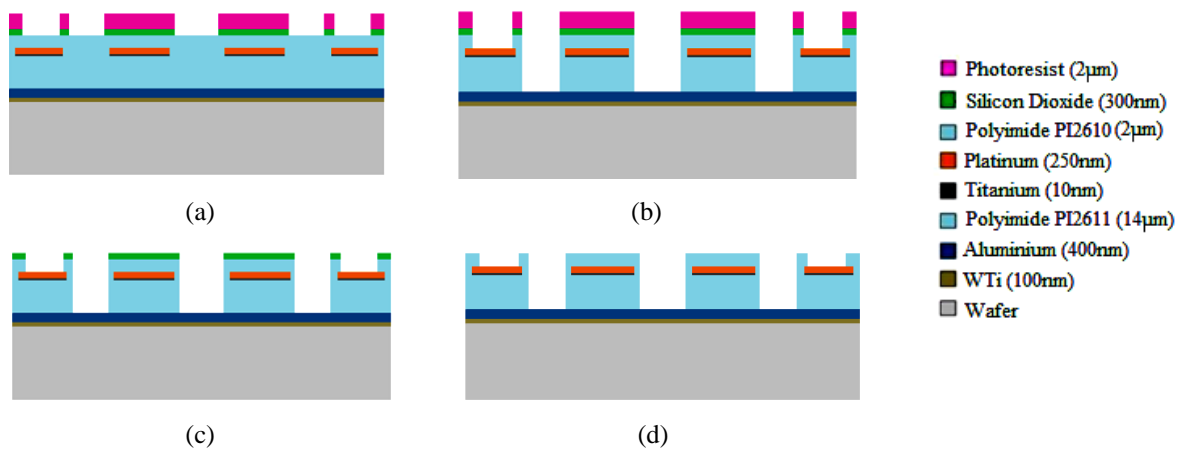 (a)
(b)
(c)
(d)
Photoresist (2μm)
Silicon Dioxide (300nm)
Polyimide PI2610 (2μm)
Platinum (250nm)
Titanium (10nm)
Polyimide PI2611 (14μm)
Aluminium (400nm)
WTi (100nm)
Wafer